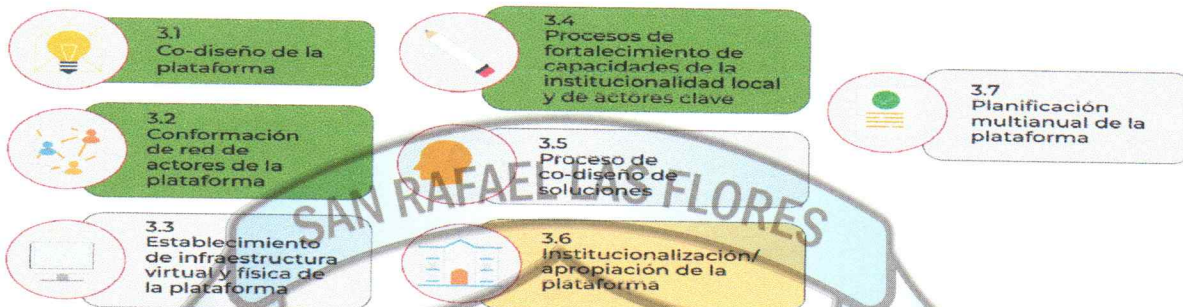 3.1
Co-diseño de la
plataforma
3.2
Conformación
de red de
actores de la
plataforma
3.3
Establecimiento
de infraestructura
virtual y física de
la plataforma
3.4
Procesos de
fortalecimiento de
capacidades de la
institucionalidad local
y de actores clave
3.5
Proceso de
co-diseño de
soluciones
3.6
Institucionalización/
apropiación de la
plataforma
3.7
Planificación
multianual de la
plataforma
SAN RAFAEL LAS FLORES